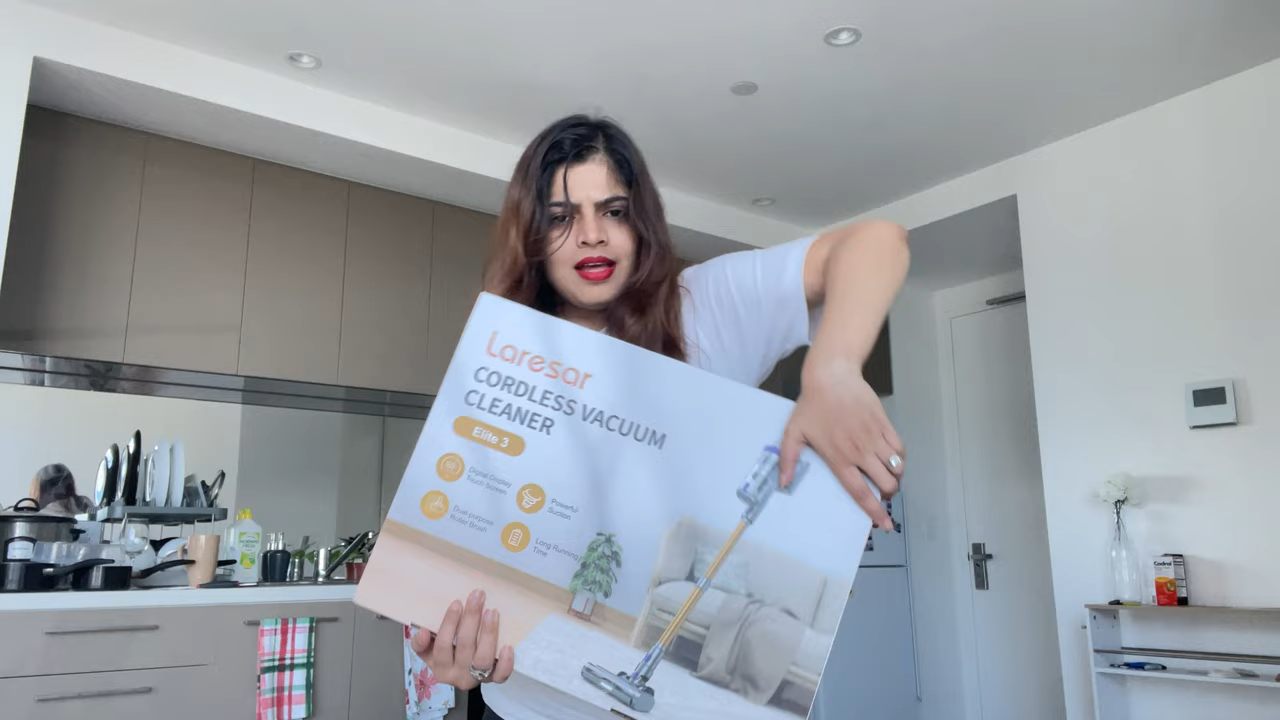 Laresar
CORDLESS VACUUM
CLEANER
Elite 3
Digital Display
Touch Screen
Powerful
Suction
Dual-purpose
Roller Brush
Long Running
Time
Codral